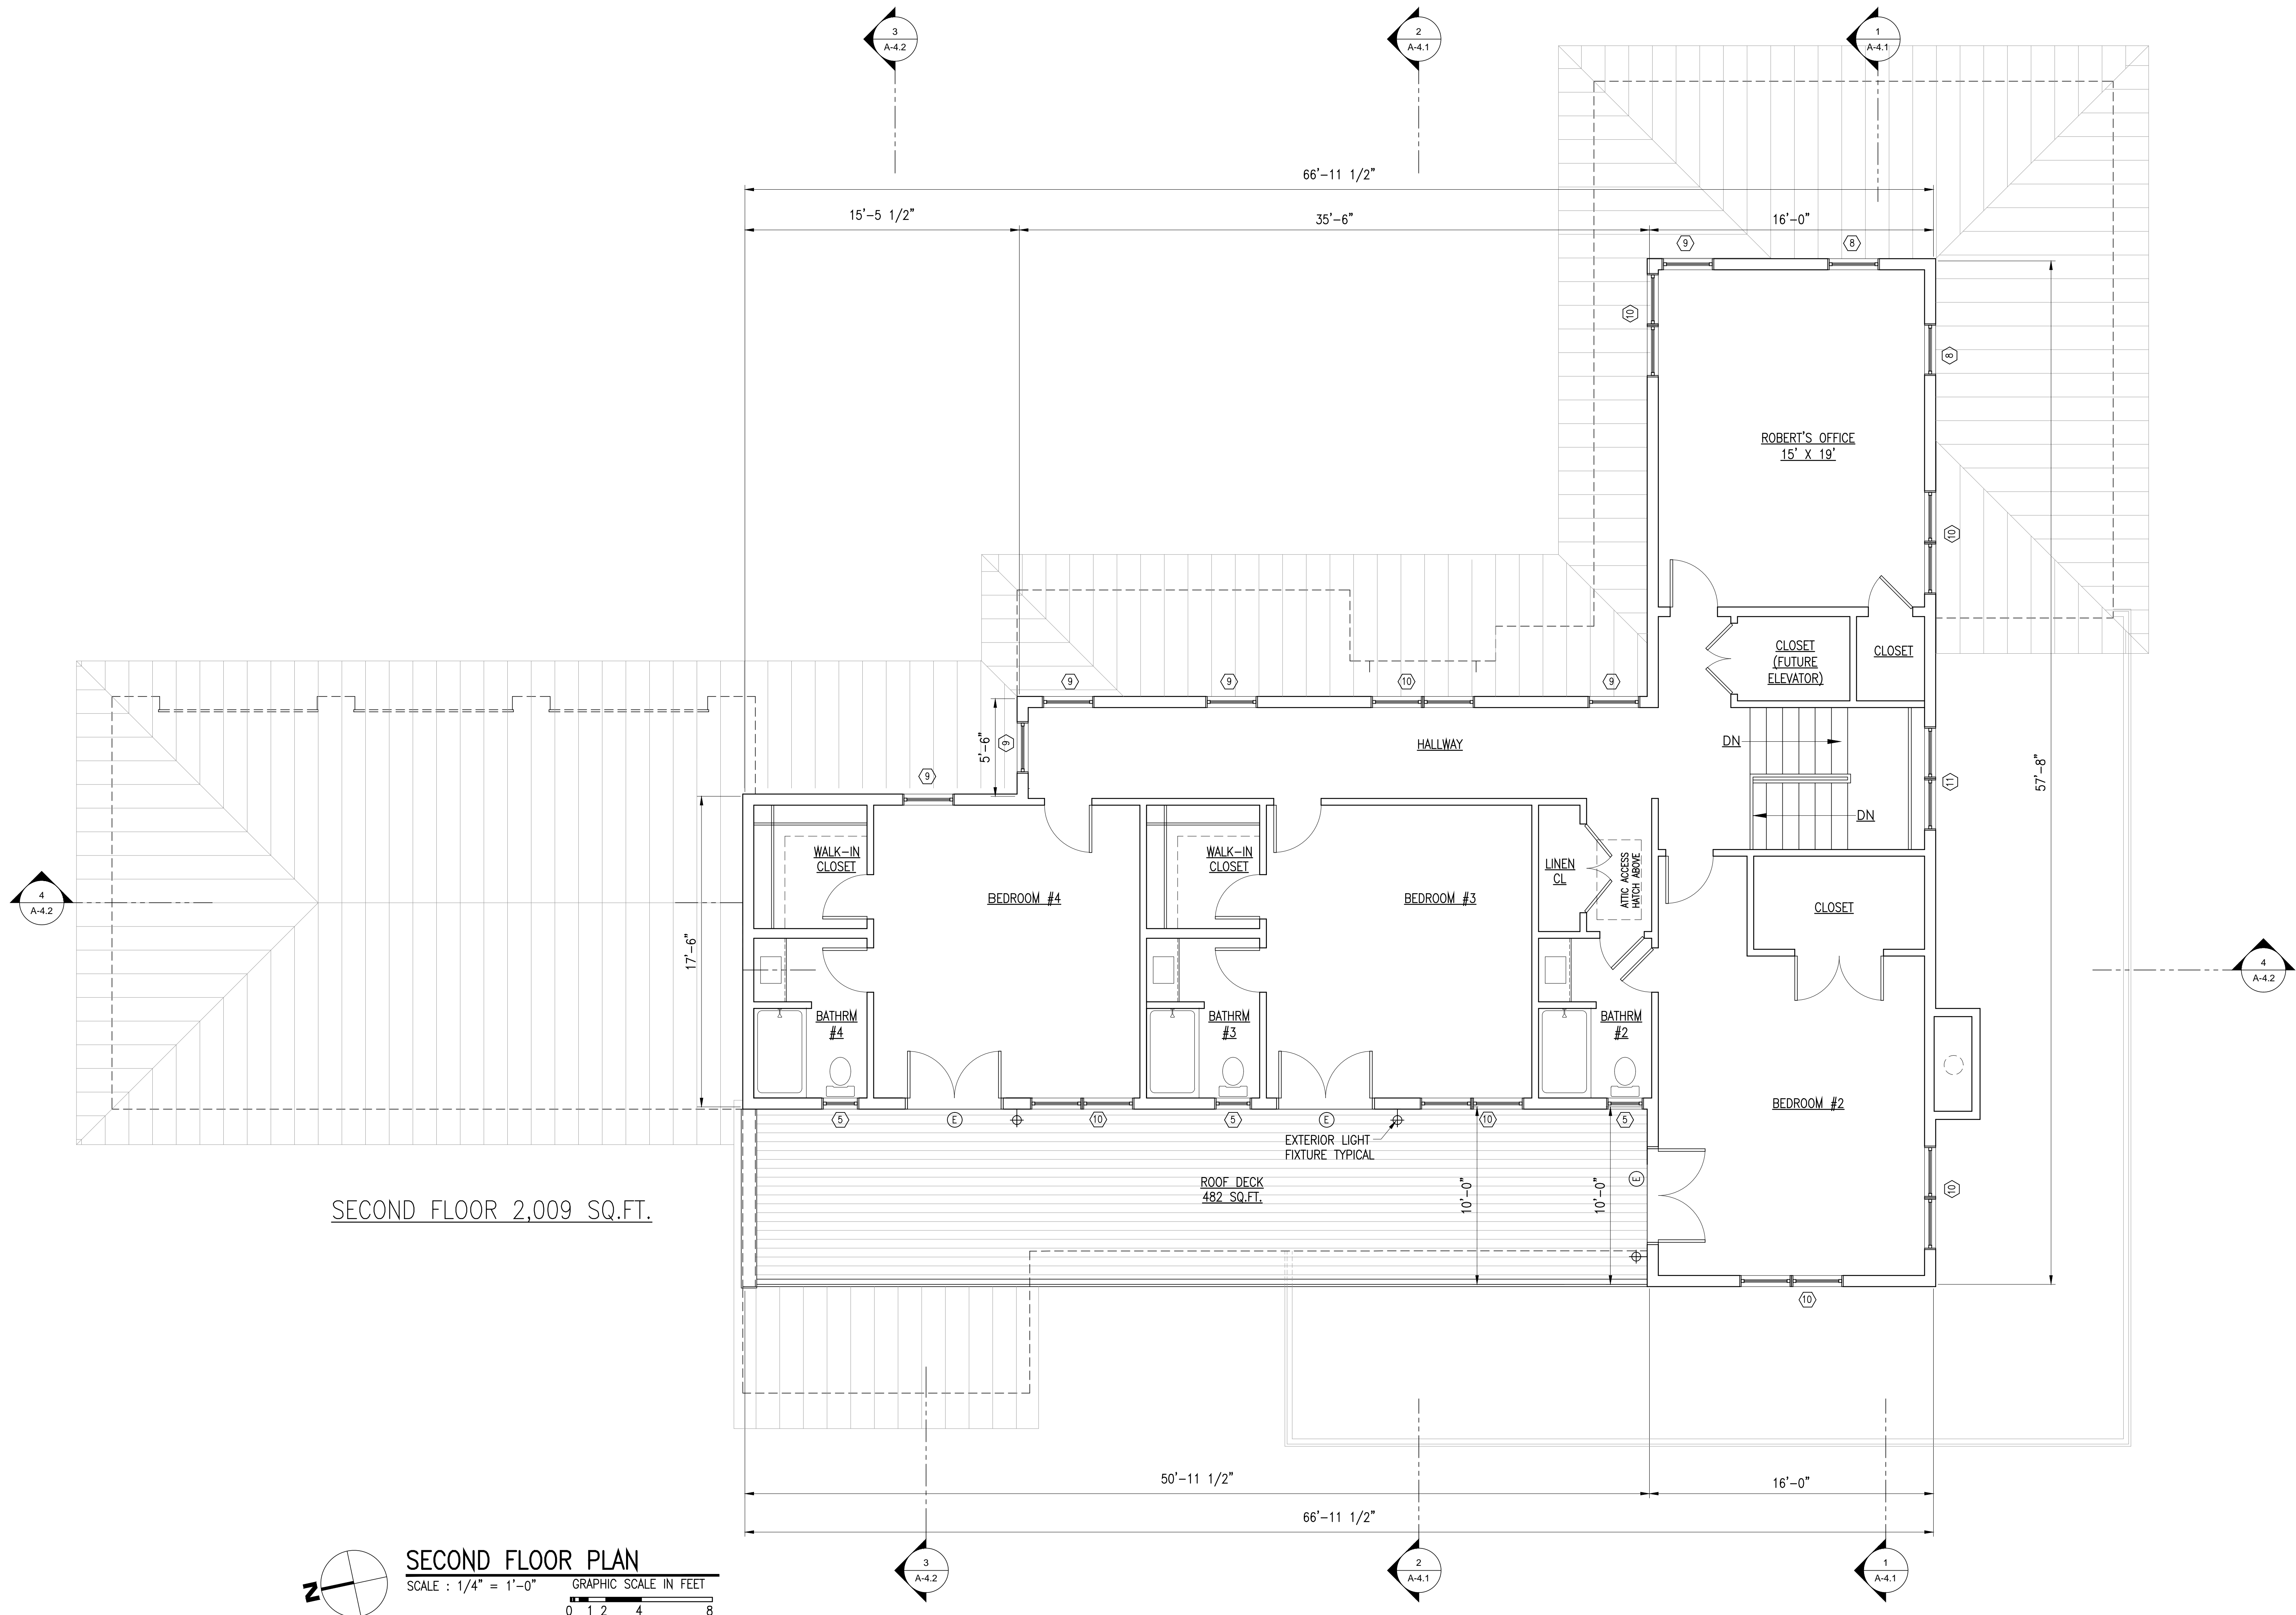 3
A-4.2
2
A-4.1
1
A-4.1
66'-11 1/2"
15'-5 1/2"
35'-6"
16'-0"
9
8
10
8
ROBERT'S OFFICE
15' X 19'
10
CLOSET
(FUTURE
ELEVATOR)
CLOSET
9
9
10
9
9
5'-6"
HALLWAY
DN
DN
11
57'-8"
9
WALK-IN
CLOSET
BEDROOM #4
WALK-IN
CLOSET
BEDROOM #3
LINEN
CL
ATTIC ACCESS
HATCH ABOVE
CLOSET
4
A-4.2
4
A-4.2
17'-6"
BATHRM
#4
BATHRM
#3
BATHRM
#2
BEDROOM #2
5
E
10
5
E
10
5
EXTERIOR LIGHT
FIXTURE TYPICAL
ROOF DECK
482 SQ.FT.
10'-0"
10'-0"
E
10
10
SECOND FLOOR 2,009 SQ.FT.
50'-11 1/2"
16'-0"
66'-11 1/2"
3
A-4.2
2
A-4.1
1
A-4.1
N
SECOND FLOOR PLAN
SCALE : 1/4" = 1'-0"
GRAPHIC SCALE IN FEET
0 1 2 4 8